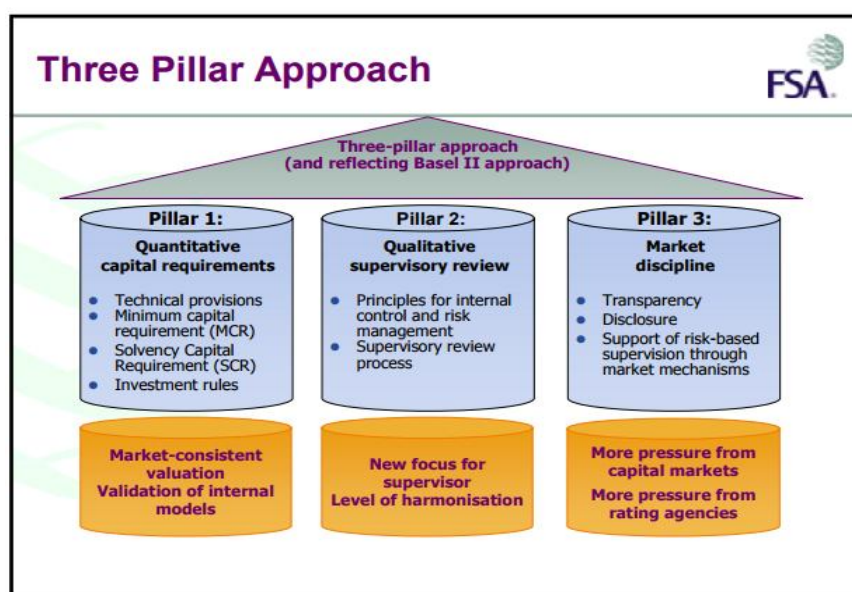 Three Pillar Approach
FSA
Three-pillar approach
(and reflecting Basel II approach)
Pillar 1:
Quantitative
capital requirements
● Technical provisions
● Minimum capital
requirement (MCR)
● Solvency Capital
Requirement (SCR)
● Investment rules
Pillar 2:
Qualitative
supervisory review
● Principles for internal
control and risk
management
● Supervisory review
process
Pillar 3:
Market
discipline
● Transparency
● Disclosure
● Support of risk-based
supervision through
market mechanisms
Market-consistent
valuation
Validation of internal
models
New focus for
supervisor
Level of harmonisation
More pressure from
capital markets
More pressure from
rating agencies